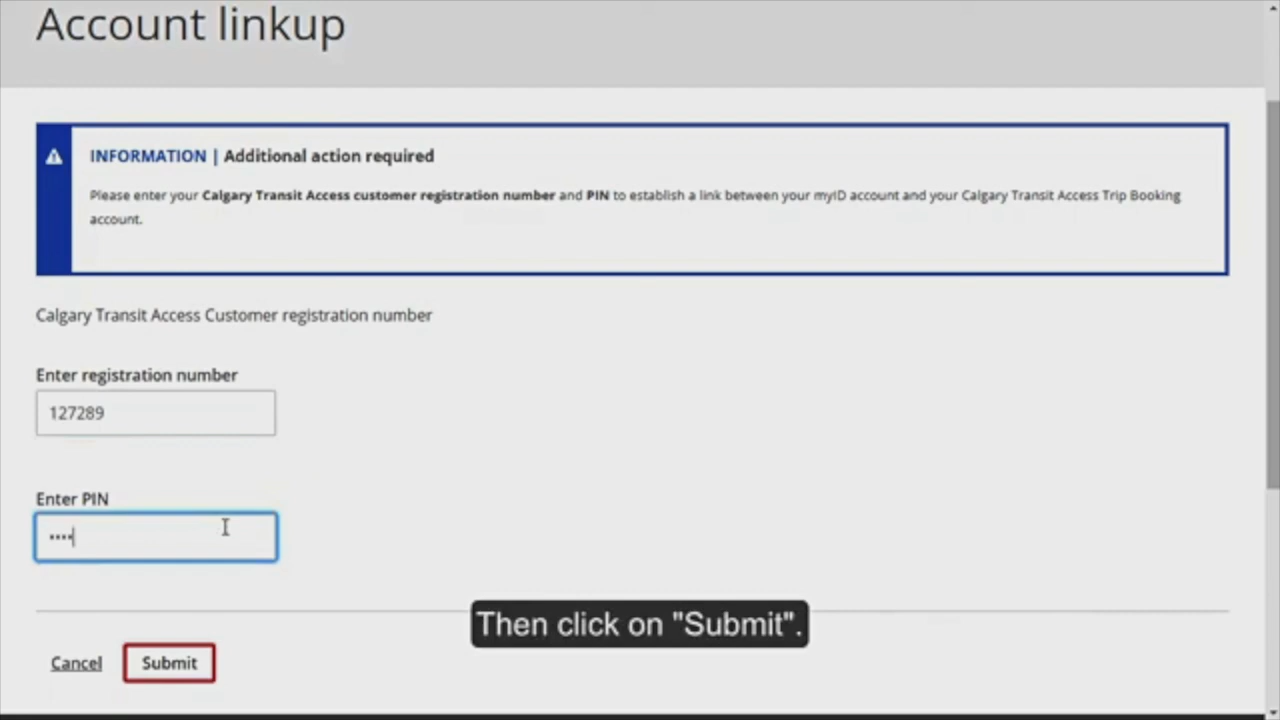 Account linkup
INFORMATION | Additional action required
Please enter your Calgary Transit Access customer registration number and PIN to establish a link between your myID account and your Calgary Transit Access Trip Booking
account.
Calgary Transit Access Customer registration number
Enter registration number
127289
Enter PIN
••••
Then click on "Submit".
Cancel Submit